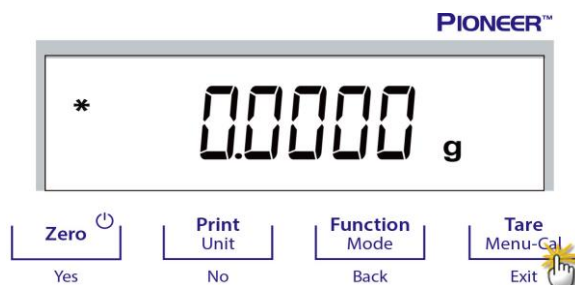 PIONEER™
* 0.0000 g
Zero Print Function Tare
Unit Mode Menu-Cal
Yes No Back Exit